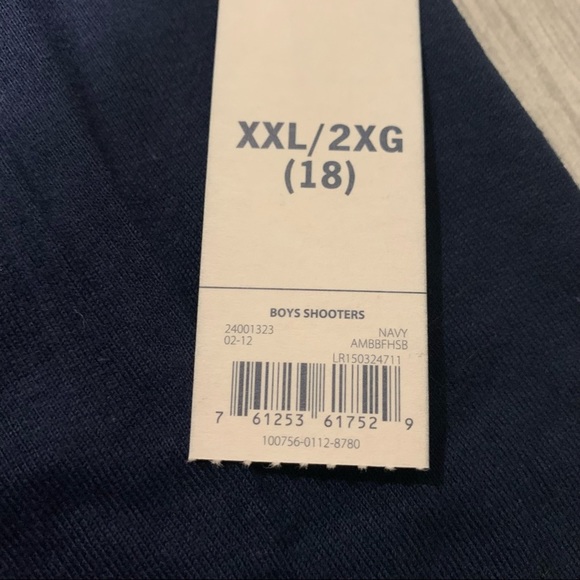 XXL/2XG
(18)
BOYS SHOOTERS
24001323 NAVY
02-12 AMBBFHSB
LR150324711
7 61253 61752 9
100756-0112-8780